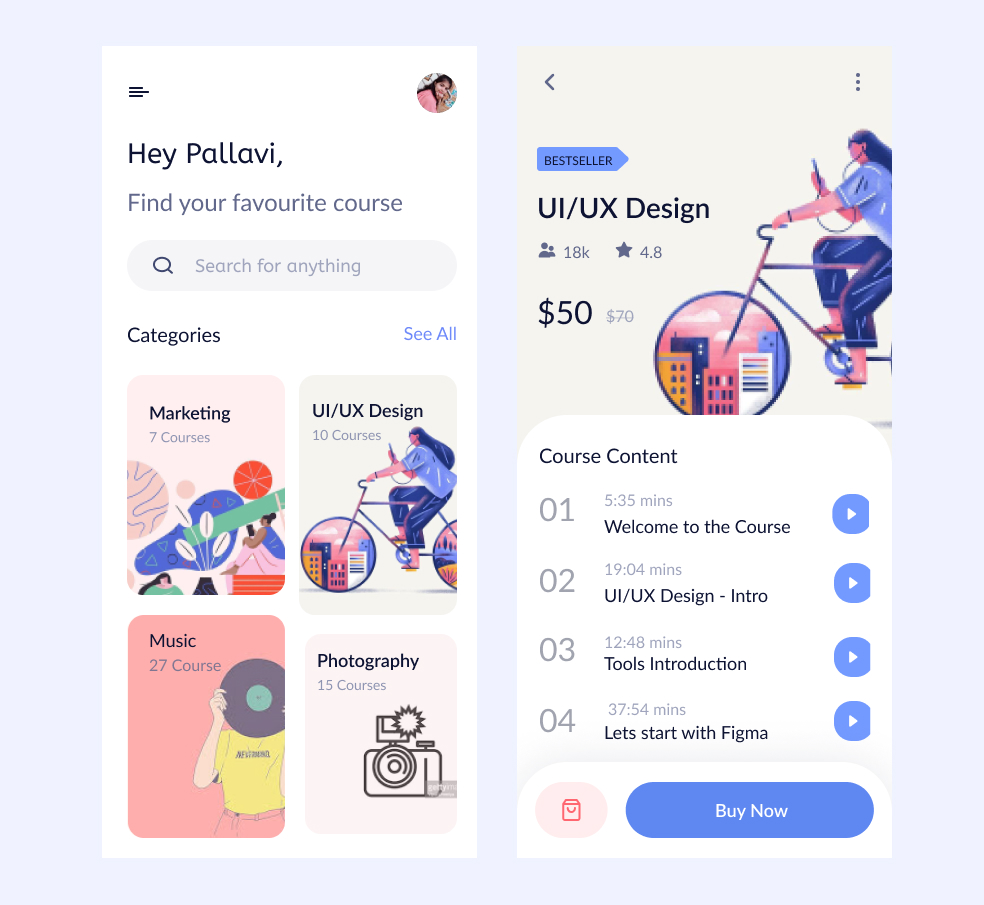 Hey Pallavi,
Find your favourite course
Search for anything
Categories
See All
Marketing
7 Courses
UI/UX Design
10 Courses
Music
27 Course
Photography
15 Courses
BESTSELLER
UI/UX Design
18k
4.8
$50
$70
Course Content
01
5:35 mins
Welcome to the Course
02
19:04 mins
UI/UX Design - Intro
03
12:48 mins
Tools Introduction
04
37:54 mins
Lets start with Figma
Buy Now